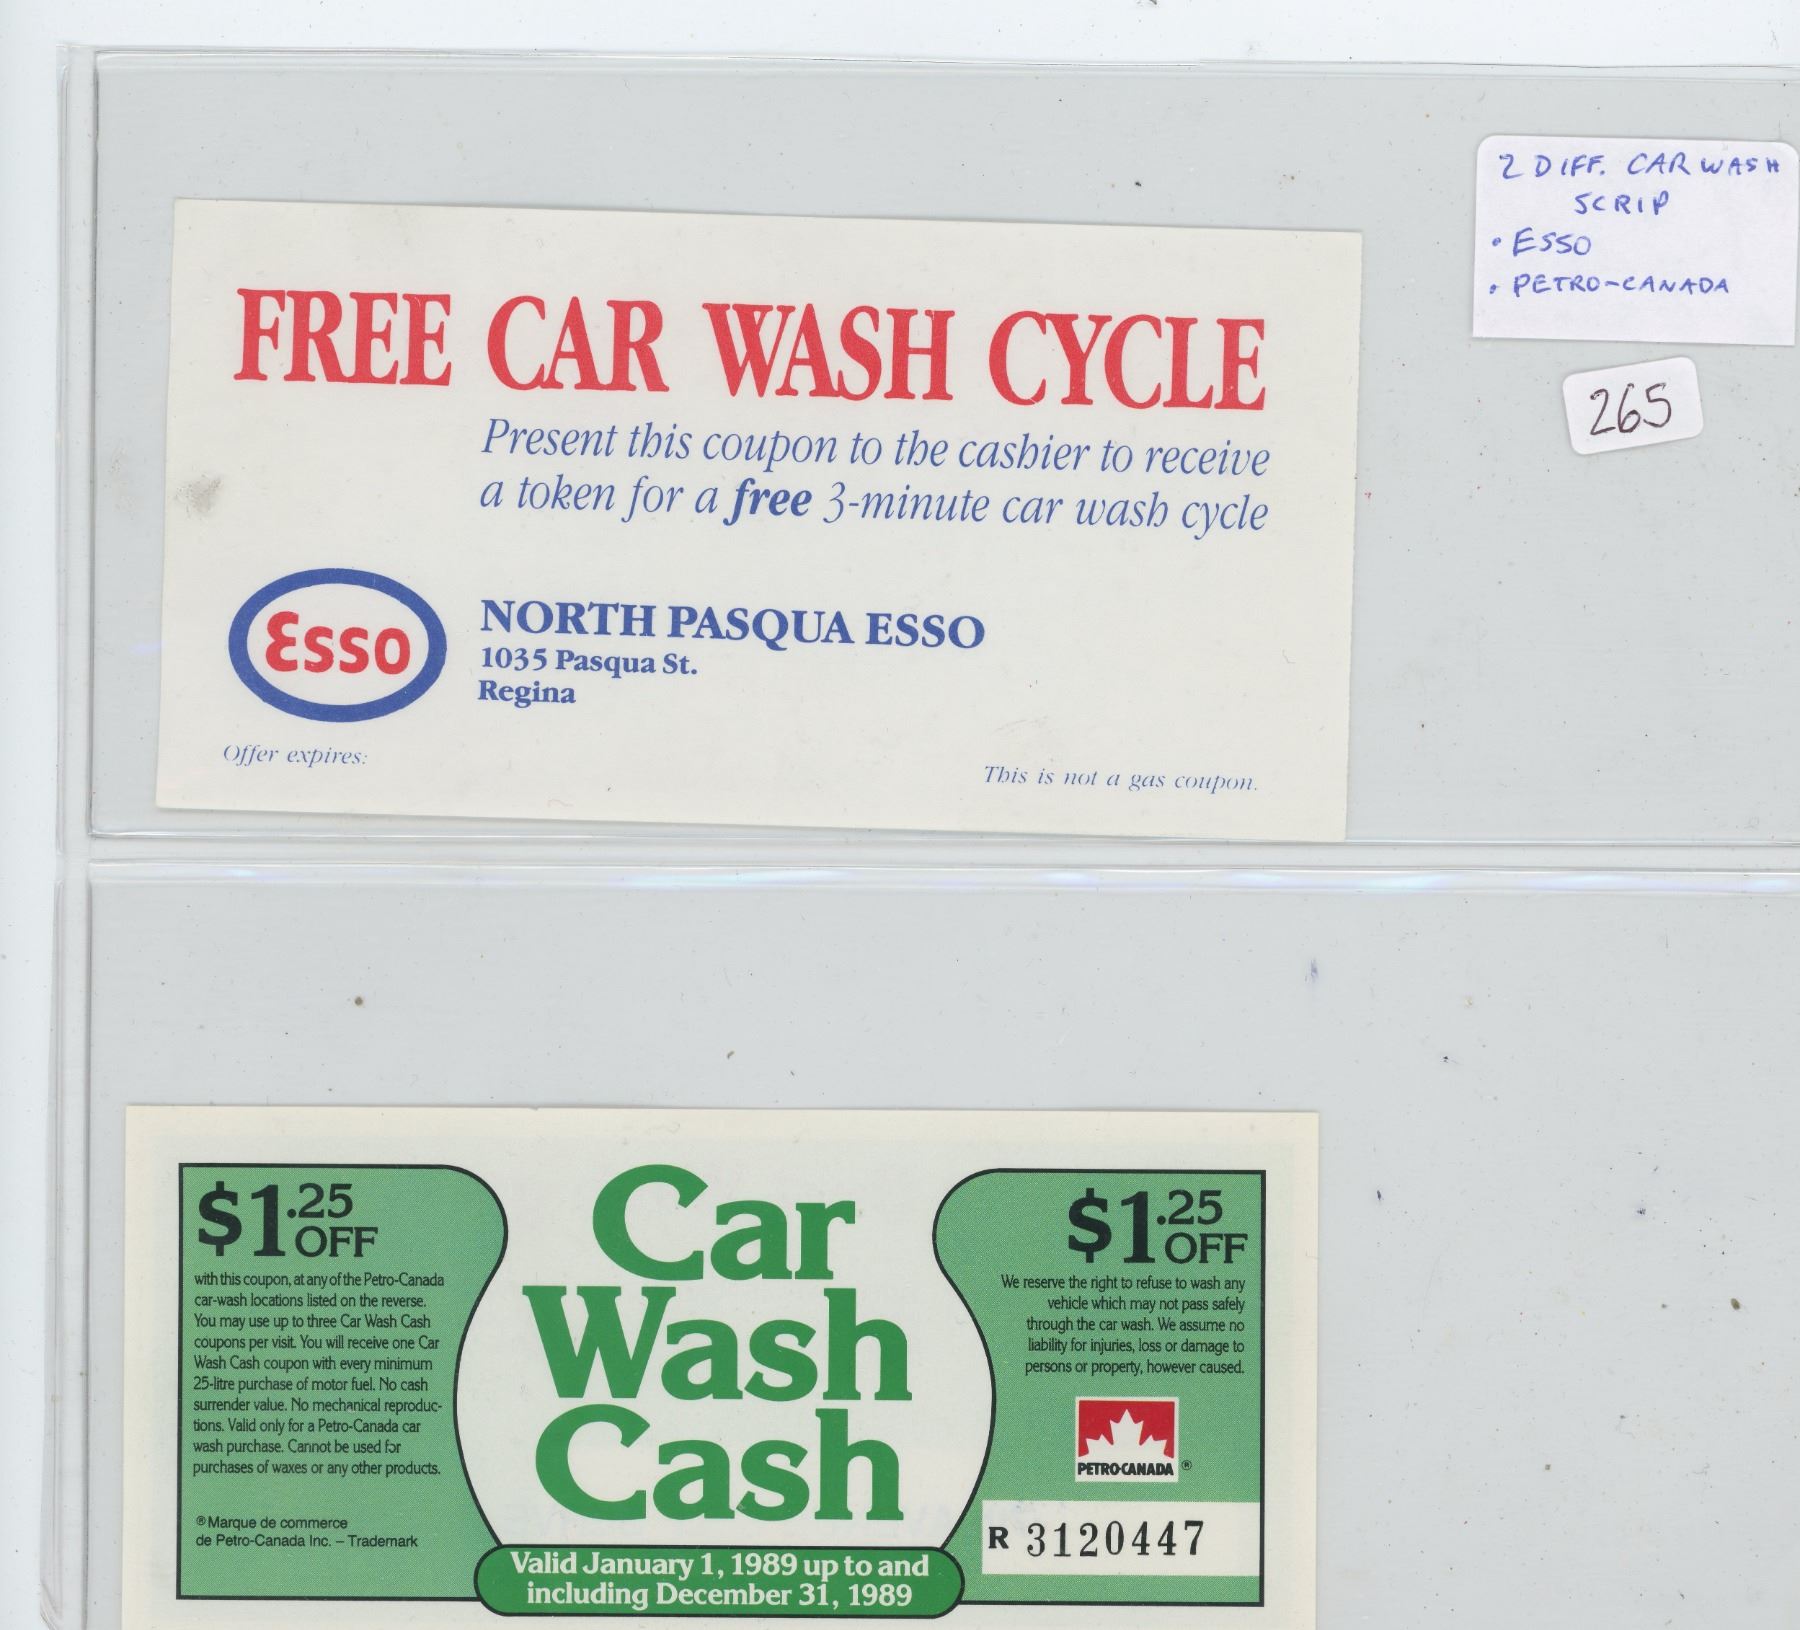 2 DIFF. CAR WASH
SCRIP
• ESSO
• PETRO-CANADA
265
FREE CAR WASH CYCLE
Present this coupon to the cashier to receive
a token for a free 3-minute car wash cycle
Esso
NORTH PASQUA ESSO
1035 Pasqua St.
Regina
Offer expires:
This is not a gas coupon.
$1.25
OFF
with this coupon, at any of the Petro-Canada
car-wash locations listed on the reverse.
You may use up to three Car Wash Cash
coupons per visit. You will receive one Car
Wash Cash coupon with every minimum
25-litre purchase of motor fuel. No cash
surrender value. No mechanical reproduc-
tions. Valid only for a Petro-Canada car
wash purchase. Cannot be used for
purchases of waxes or any other products.
® Marque de commerce
de Petro-Canada Inc. – Trademark
Car
Wash
Cash
Valid January 1, 1989 up to and
including December 31, 1989
$1.25
OFF
We reserve the right to refuse to wash any
vehicle which may not pass safely
through the car wash. We assume no
liability for injuries, loss or damage to
persons or property, however caused.
PETRO-CANADA ®
R 3120447